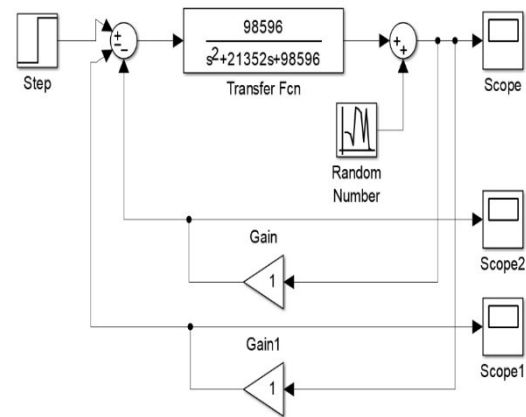 98596
s²+21352s+98596
Transfer Fcn
Step
Scope
Random
Number
Gain
1
Scope2
Gain1
1
Scope1